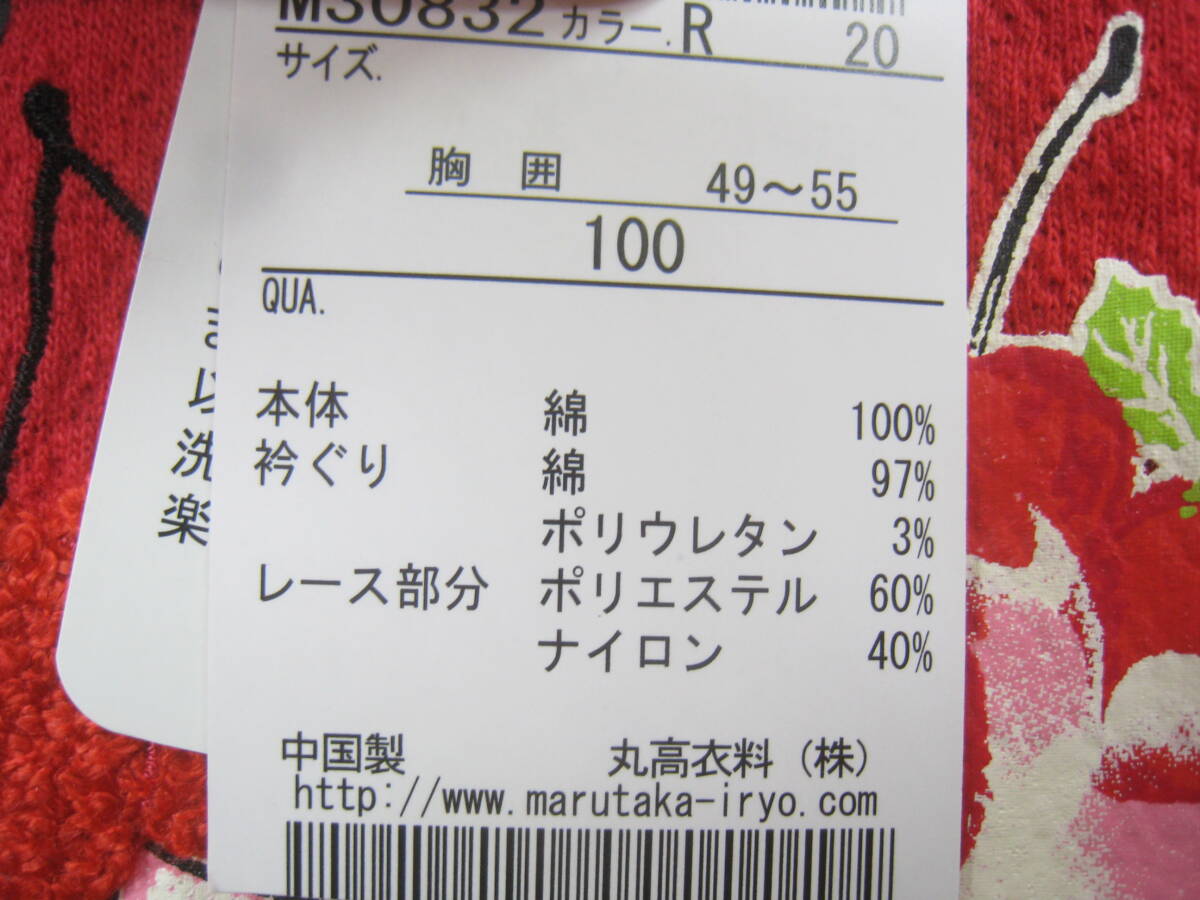 M30832 カラー. R 20
サイズ.
胸 囲 49～55
100
QUA.
本体 綿 100%
衿ぐり 綿 97%
ポリウレタン 3%
レース部分 ポリエステル 60%
ナイロン 40%
中国製 丸高衣料（株）
http://www.marutaka-iryo.com
以
洗
楽